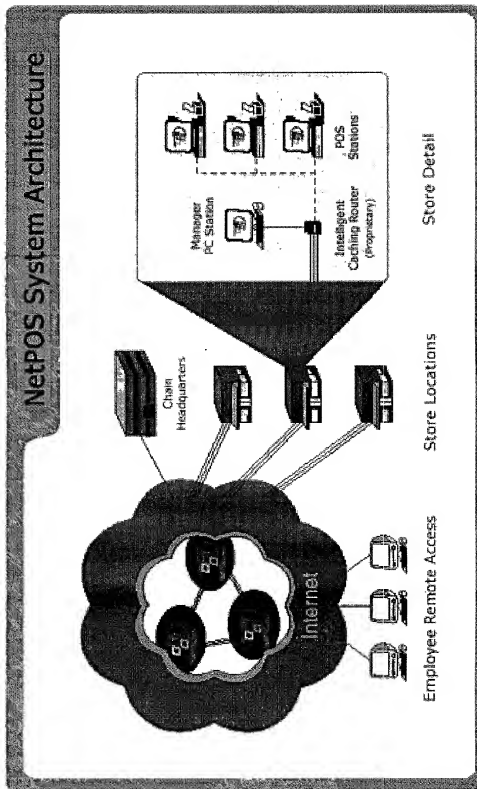 NetPOS System Architecture
Chain
Headquarters
Internet
Employee Remote Access
Store Locations
Manager
PC Station
Intelligent
Caching Router
(Proprietary)
POS
Stations
Store Detail